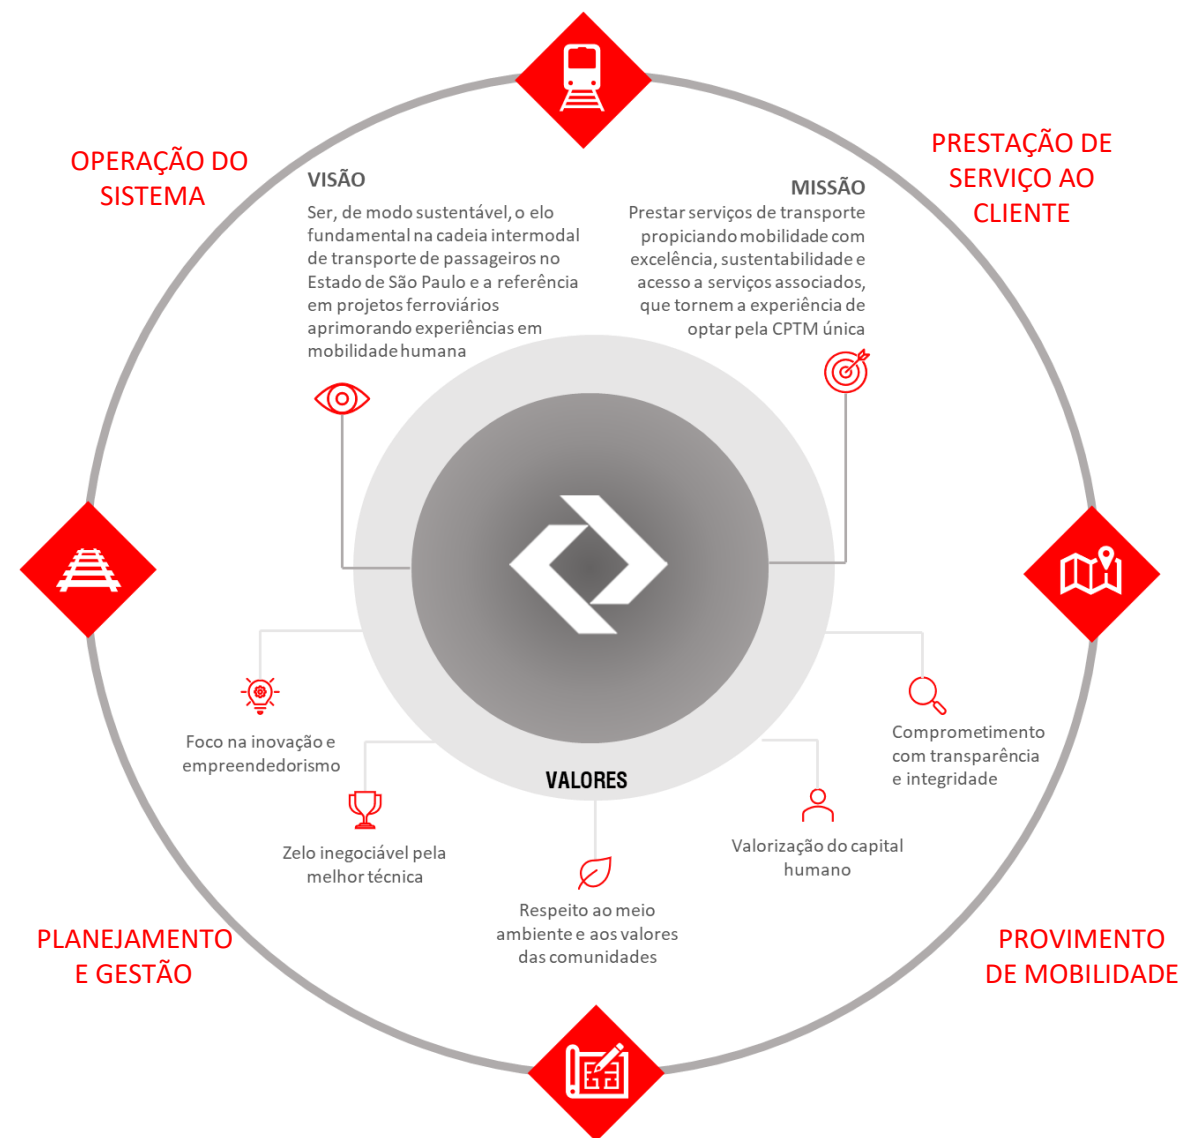 OPERAÇÃO DO
SISTEMA
PRESTAÇÃO DE
SERVIÇO AO
CLIENTE
VISÃO
Ser, de modo sustentável, o elo
fundamental na cadeia intermodal
de transporte de passageiros no
Estado de São Paulo e a referência
em projetos ferroviários
aprimorando experiências em
mobilidade humana
MISSÃO
Prestar serviços de transporte
propiciando mobilidade com
excelência, sustentabilidade e
acesso a serviços associados,
que tornem a experiência de
optar pela CPTM única
VALORES
Foco na inovação e
empreendedorismo
Zelo inegociável pela
melhor técnica
Respeito ao meio
ambiente e aos valores
das comunidades
Valorização do capital
humano
Comprometimento
com transparência
e integridade
PLANEJAMENTO
E GESTÃO
PROVIMENTO
DE MOBILIDADE